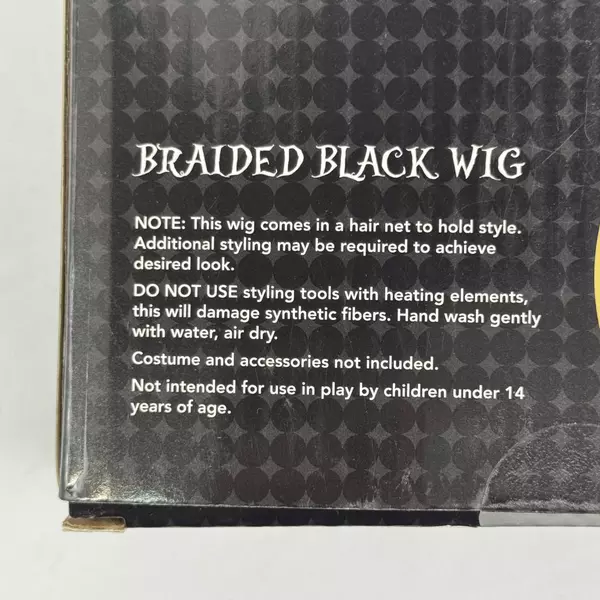 BRAIDED BLACK WIG
NOTE: This wig comes in a hair net to hold style.
Additional styling may be required to achieve
desired look.
DO NOT USE styling tools with heating elements,
this will damage synthetic fibers. Hand wash gently
with water, air dry.
Costume and accessories not included.
Not intended for use in play by children under 14
years of age.